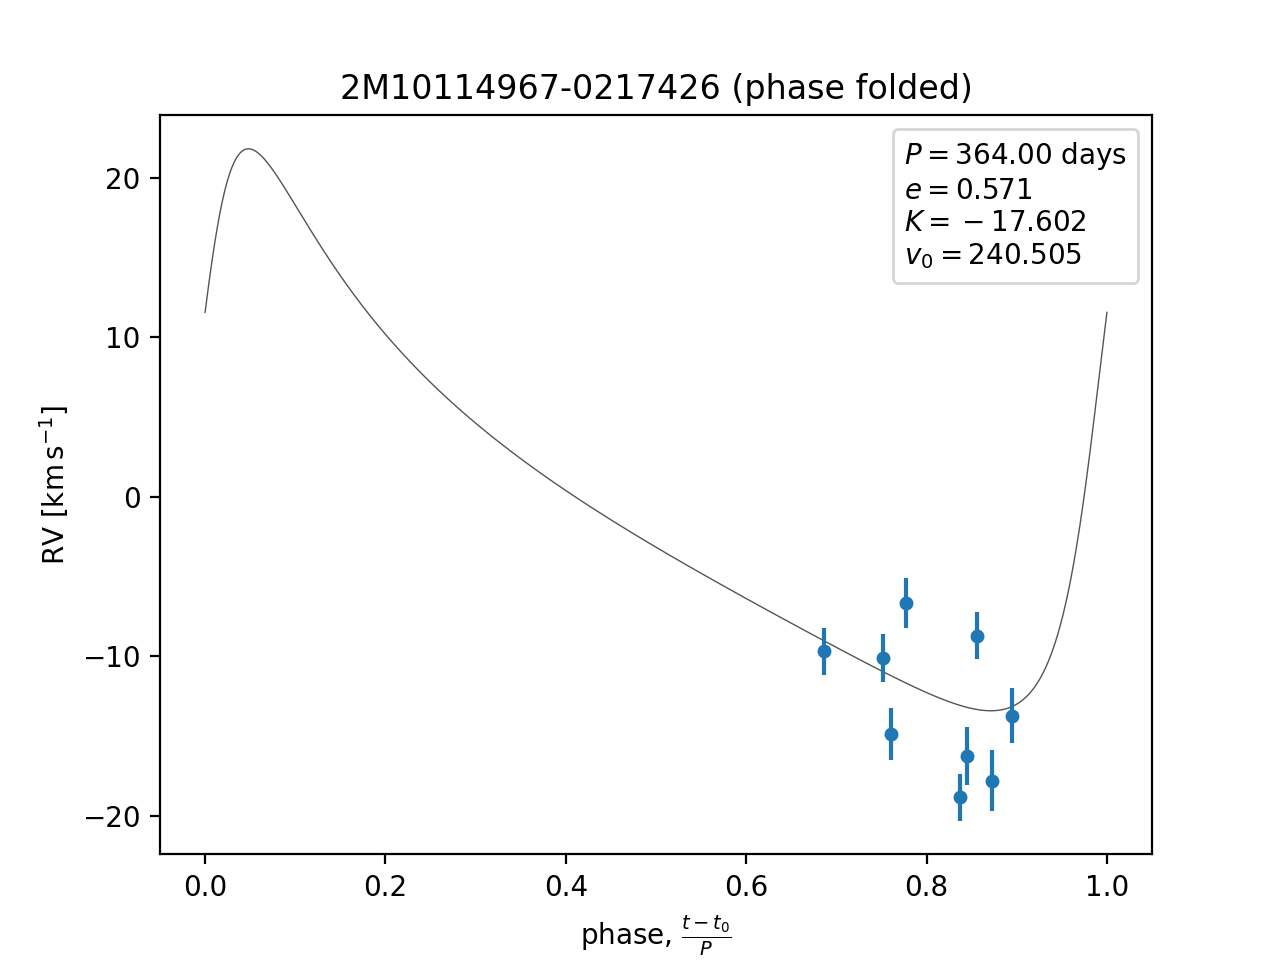 2M10114967-0217426 (phase folded)
P = 364.00 days
e = 0.571
K = −17.602
v₀ = 240.505
20
10
0
−10
−20
RV [km s⁻¹]
0.0 0.2 0.4 0.6 0.8 1.0
phase, (t − t₀)/P